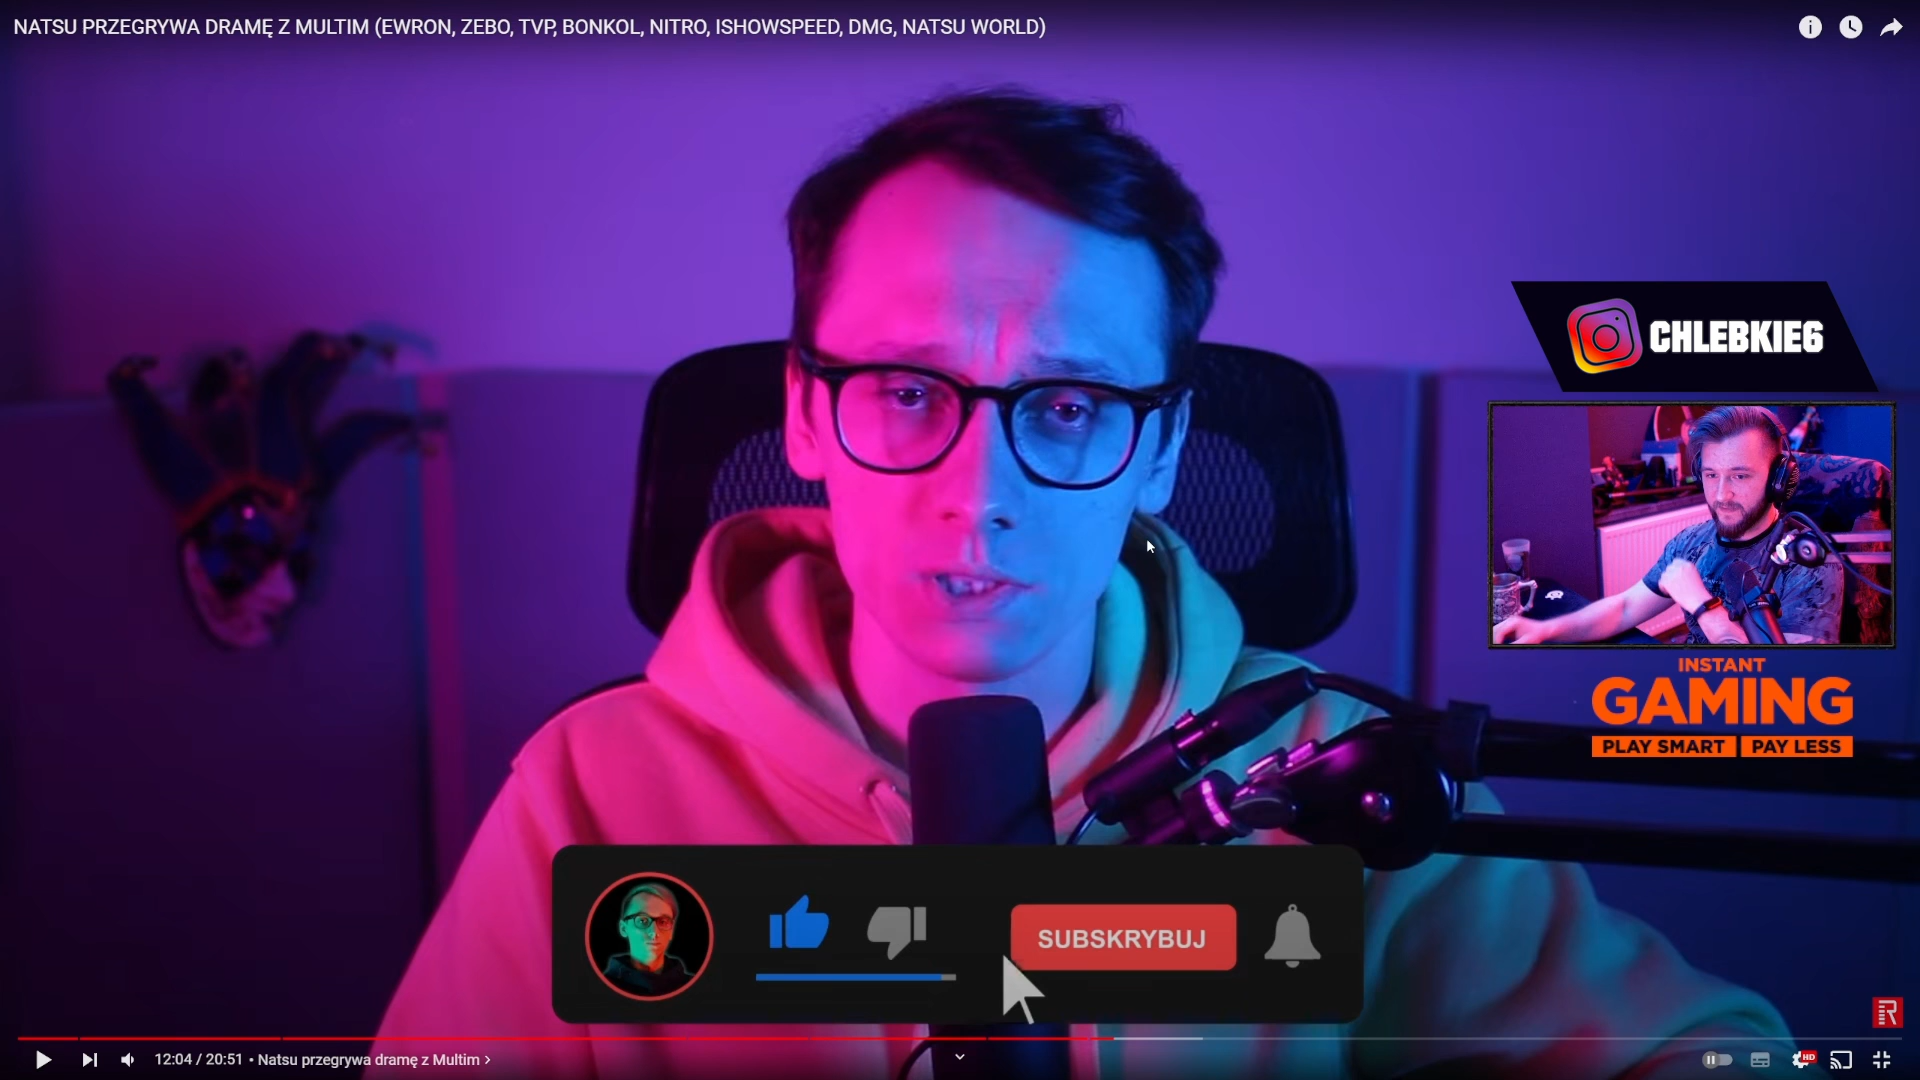 NATSU PRZEGRYWA DRAMĘ Z MULTIM (EWRON, ZEBO, TVP, BONKOL, NITRO, ISHOWSPEED, DMG, NATSU WORLD)
CHLEBKIE6
INSTANT
GAMING
PLAY SMART PAY LESS
SUBSKRYBUJ
R
12:04 / 20:51 • Natsu przegrywa dramę z Multim >
HD